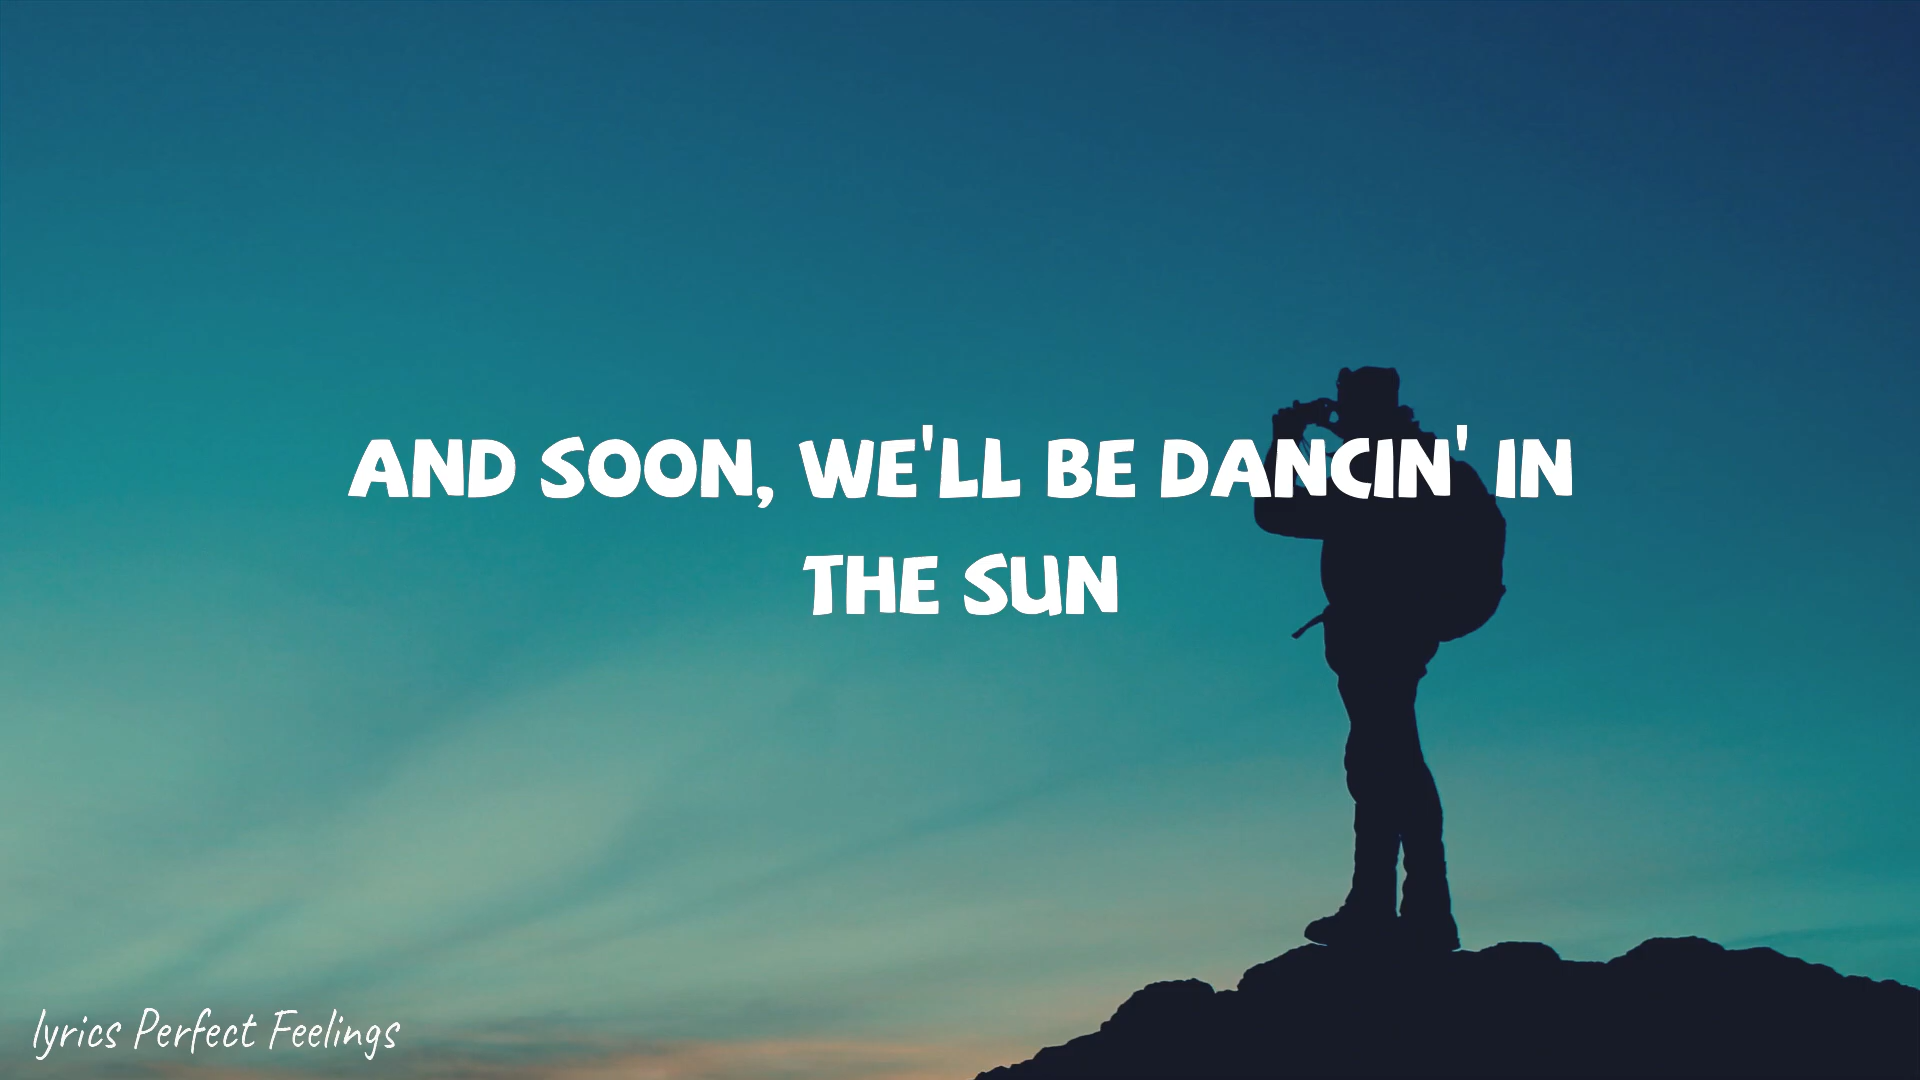 AND SOON, WE'LL BE DANCIN' IN
THE SUN
lyrics Perfect Feelings